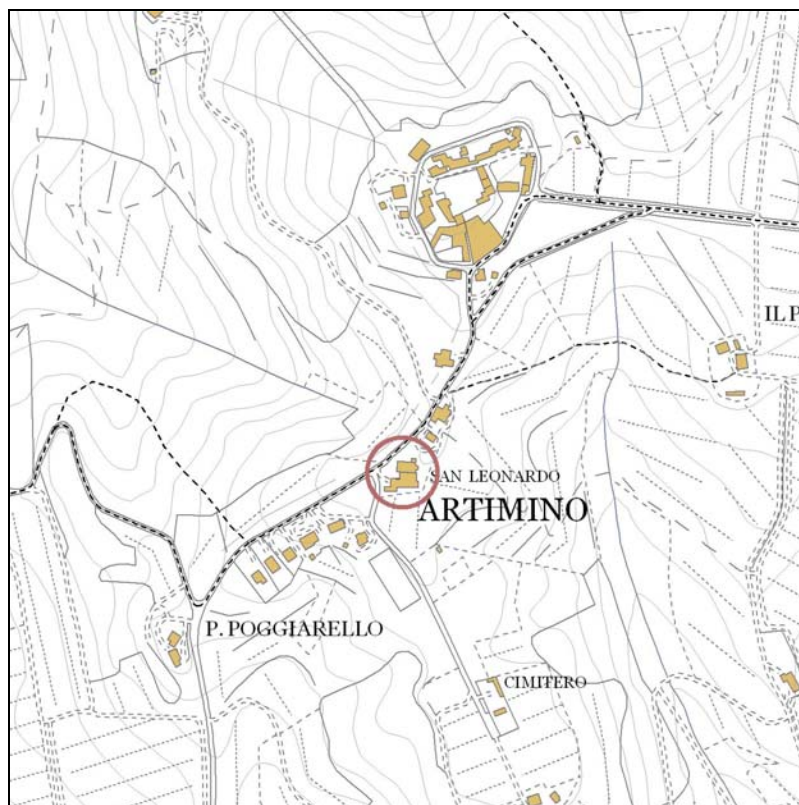 IL P
SAN LEONARDO
ARTIMINO
P. POGGIARELLO
CIMITERO